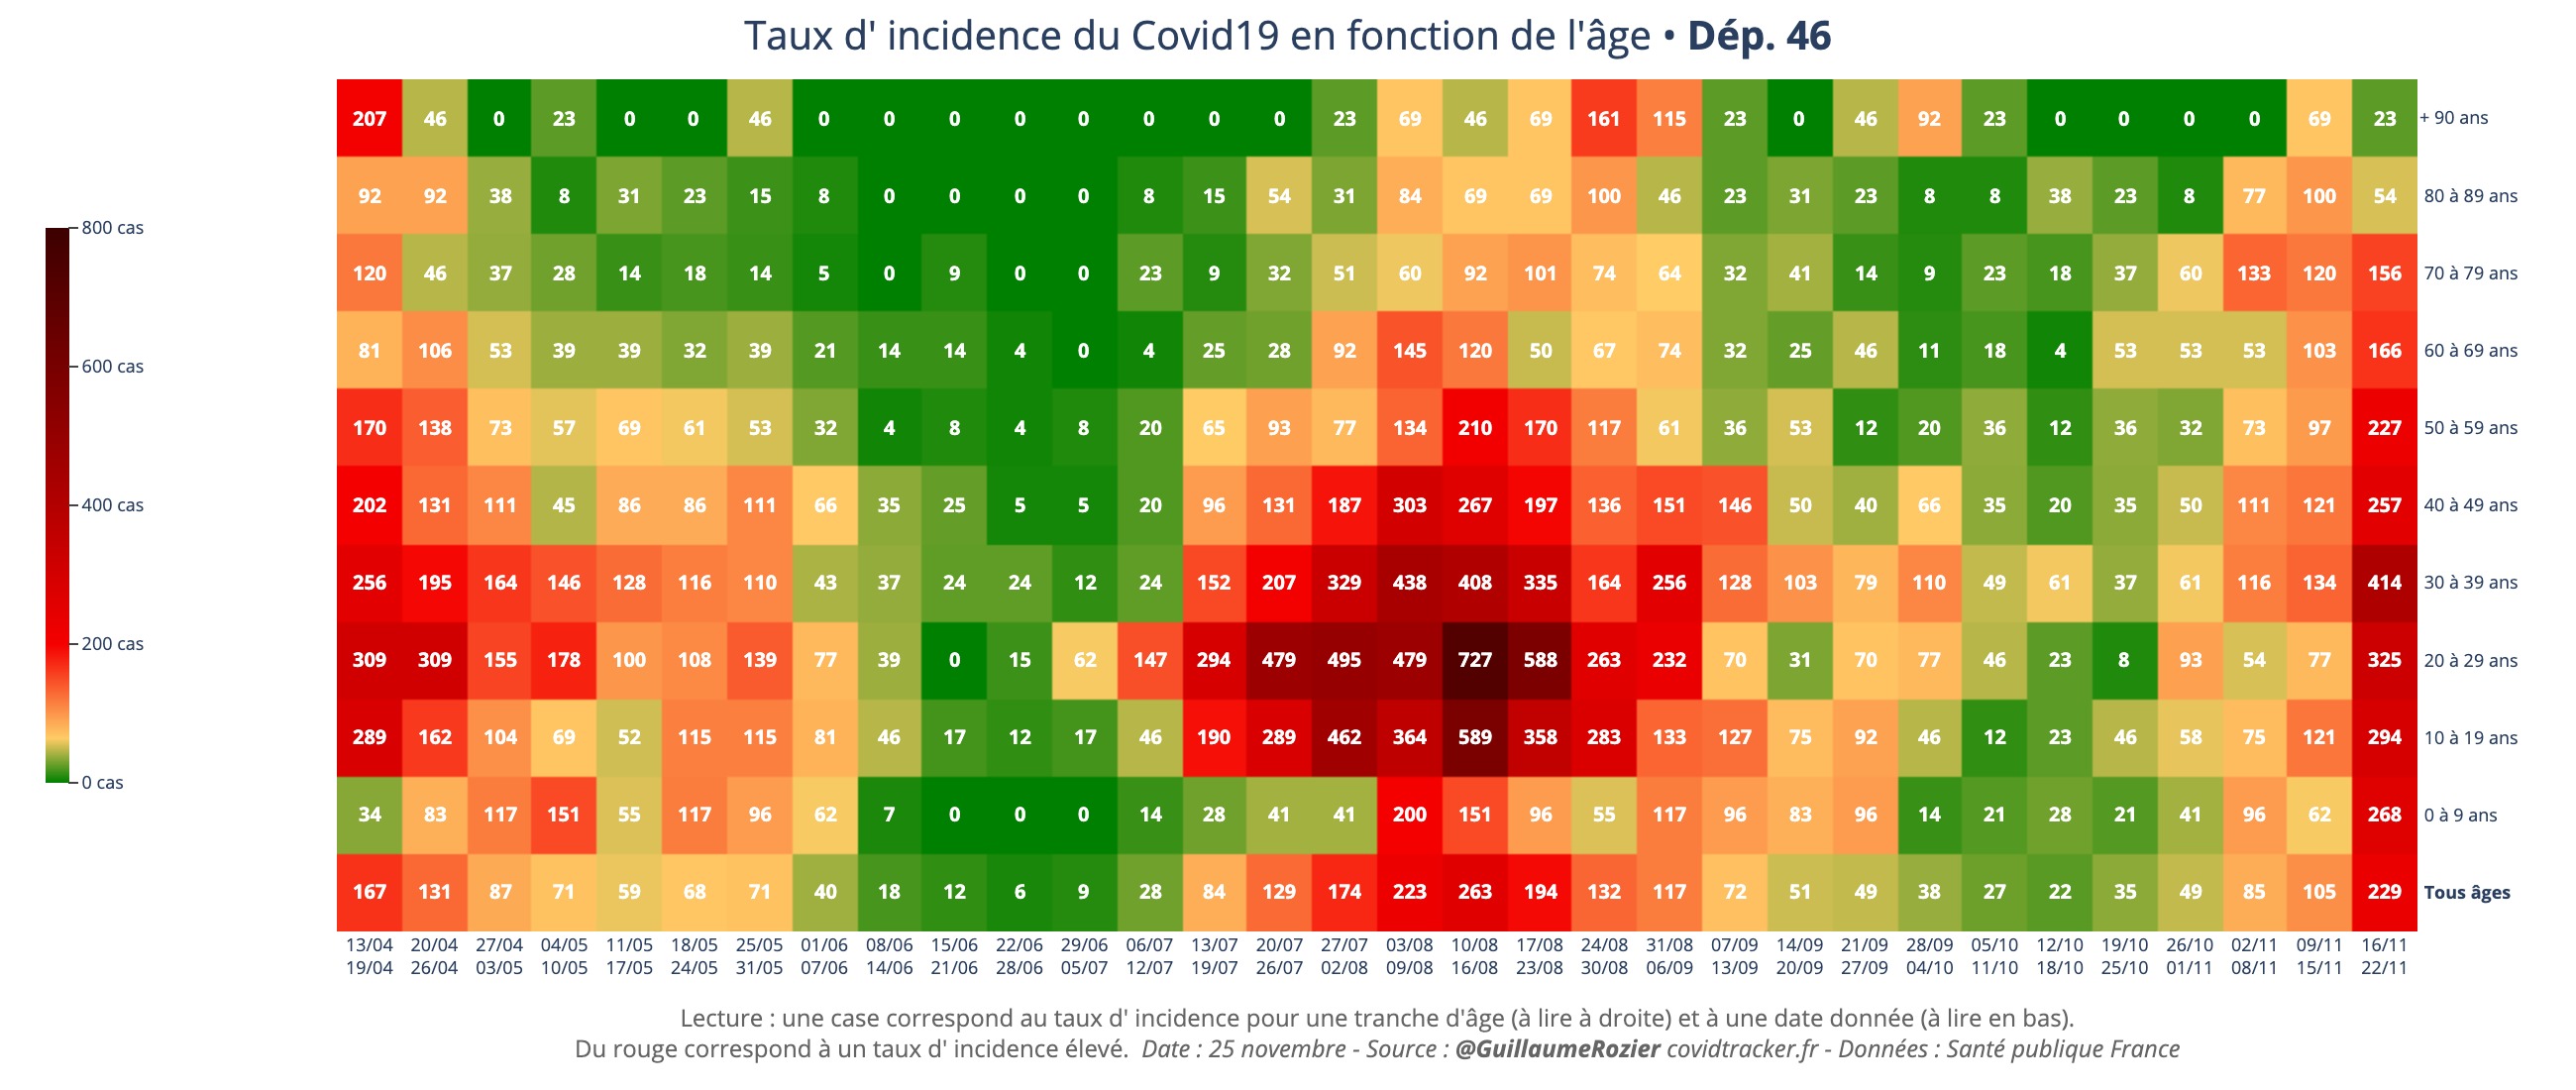 Taux d' incidence du Covid19 en fonction de l'âge • Dép. 46
207 46 0 23 0 0 46 0 0 0 0 0 0 0 0 23 69 46 69 161 115 23 0 46 92 23 0 0 0 0 69 23 + 90 ans
92 92 38 8 31 23 15 8 0 0 0 0 8 15 54 31 84 69 69 100 46 23 31 23 8 8 38 23 8 77 100 54 80 à 89 ans
120 46 37 28 14 18 14 5 0 9 0 0 23 9 32 51 60 92 101 74 64 32 41 14 9 23 18 37 60 133 120 156 70 à 79 ans
81 106 53 39 39 32 39 21 14 14 4 0 4 25 28 92 145 120 50 67 74 32 25 46 11 18 4 53 53 53 103 166 60 à 69 ans
170 138 73 57 69 61 53 32 4 8 4 8 20 65 93 77 134 210 170 117 61 36 53 12 20 36 12 36 32 73 97 227 50 à 59 ans
202 131 111 45 86 86 111 66 35 25 5 5 20 96 131 187 303 267 197 136 151 146 50 40 66 35 20 35 50 111 121 257 40 à 49 ans
256 195 164 146 128 116 110 43 37 24 24 12 24 152 207 329 438 408 335 164 256 128 103 79 110 49 61 37 61 116 134 414 30 à 39 ans
309 309 155 178 100 108 139 77 39 0 15 62 147 294 479 495 479 727 588 263 232 70 31 70 77 46 23 8 93 54 77 325 20 à 29 ans
289 162 104 69 52 115 115 81 46 17 12 17 46 190 289 462 364 589 358 283 133 127 75 92 46 12 23 46 58 75 121 294 10 à 19 ans
34 83 117 151 55 117 96 62 7 0 0 0 14 28 41 41 200 151 96 55 117 96 83 96 14 21 28 21 41 96 62 268 0 à 9 ans
167 131 87 71 59 68 71 40 18 12 6 9 28 84 129 174 223 263 194 132 117 72 51 49 38 27 22 35 49 85 105 229 Tous âges
13/04 20/04 27/04 04/05 11/05 18/05 25/05 01/06 08/06 15/06 22/06 29/06 06/07 13/07 20/07 27/07 03/08 10/08 17/08 24/08 31/08 07/09 14/09 21/09 28/09 05/10 12/10 19/10 26/10 02/11 09/11 16/11
19/04 26/04 03/05 10/05 17/05 24/05 31/05 07/06 14/06 21/06 28/06 05/07 12/07 19/07 26/07 02/08 09/08 16/08 23/08 30/08 06/09 13/09 20/09 27/09 04/10 11/10 18/10 25/10 01/11 08/11 15/11 22/11
800 cas
600 cas
400 cas
200 cas
0 cas
Lecture : une case correspond au taux d' incidence pour une tranche d'âge (à lire à droite) et à une date donnée (à lire en bas).
Du rouge correspond à un taux d' incidence élevé. Date : 25 novembre - Source : @GuillaumeRozier covidtracker.fr - Données : Santé publique France